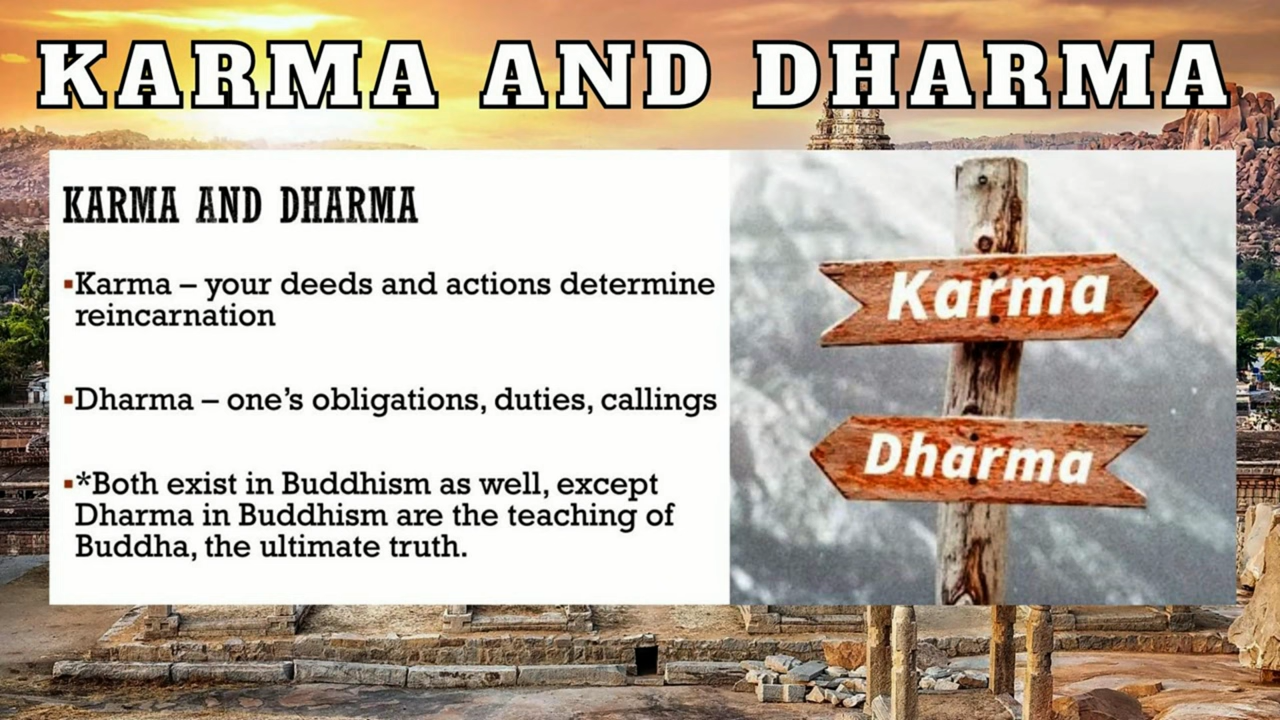 KARMA AND DHARMA
KARMA AND DHARMA
▪Karma – your deeds and actions determine
reincarnation
▪Dharma – one's obligations, duties, callings
▪*Both exist in Buddhism as well, except
Dharma in Buddhism are the teaching of
Buddha, the ultimate truth.
Karma
Dharma